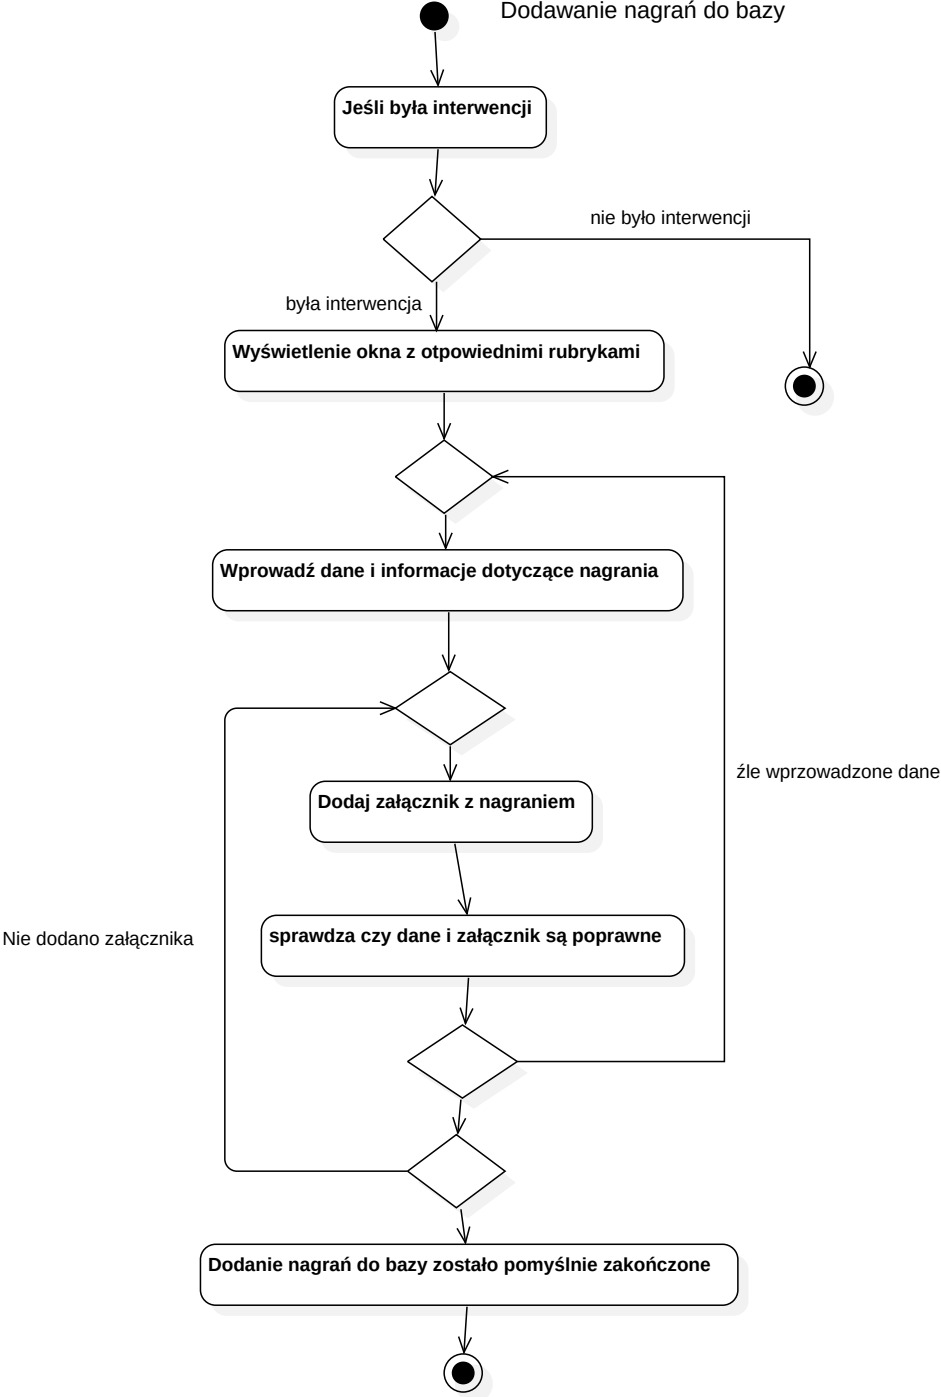 Dodawanie nagrań do bazy
Jeśli była interwencji
nie było interwencji
była interwencja
Wyświetlenie okna z otpowiednimi rubrykami
Wprowadź dane i informacje dotyczące nagrania
źle wprzowadzone dane
Dodaj załącznik z nagraniem
sprawdza czy dane i załącznik są poprawne
Nie dodano załącznika
Dodanie nagrań do bazy zostało pomyślnie zakończone